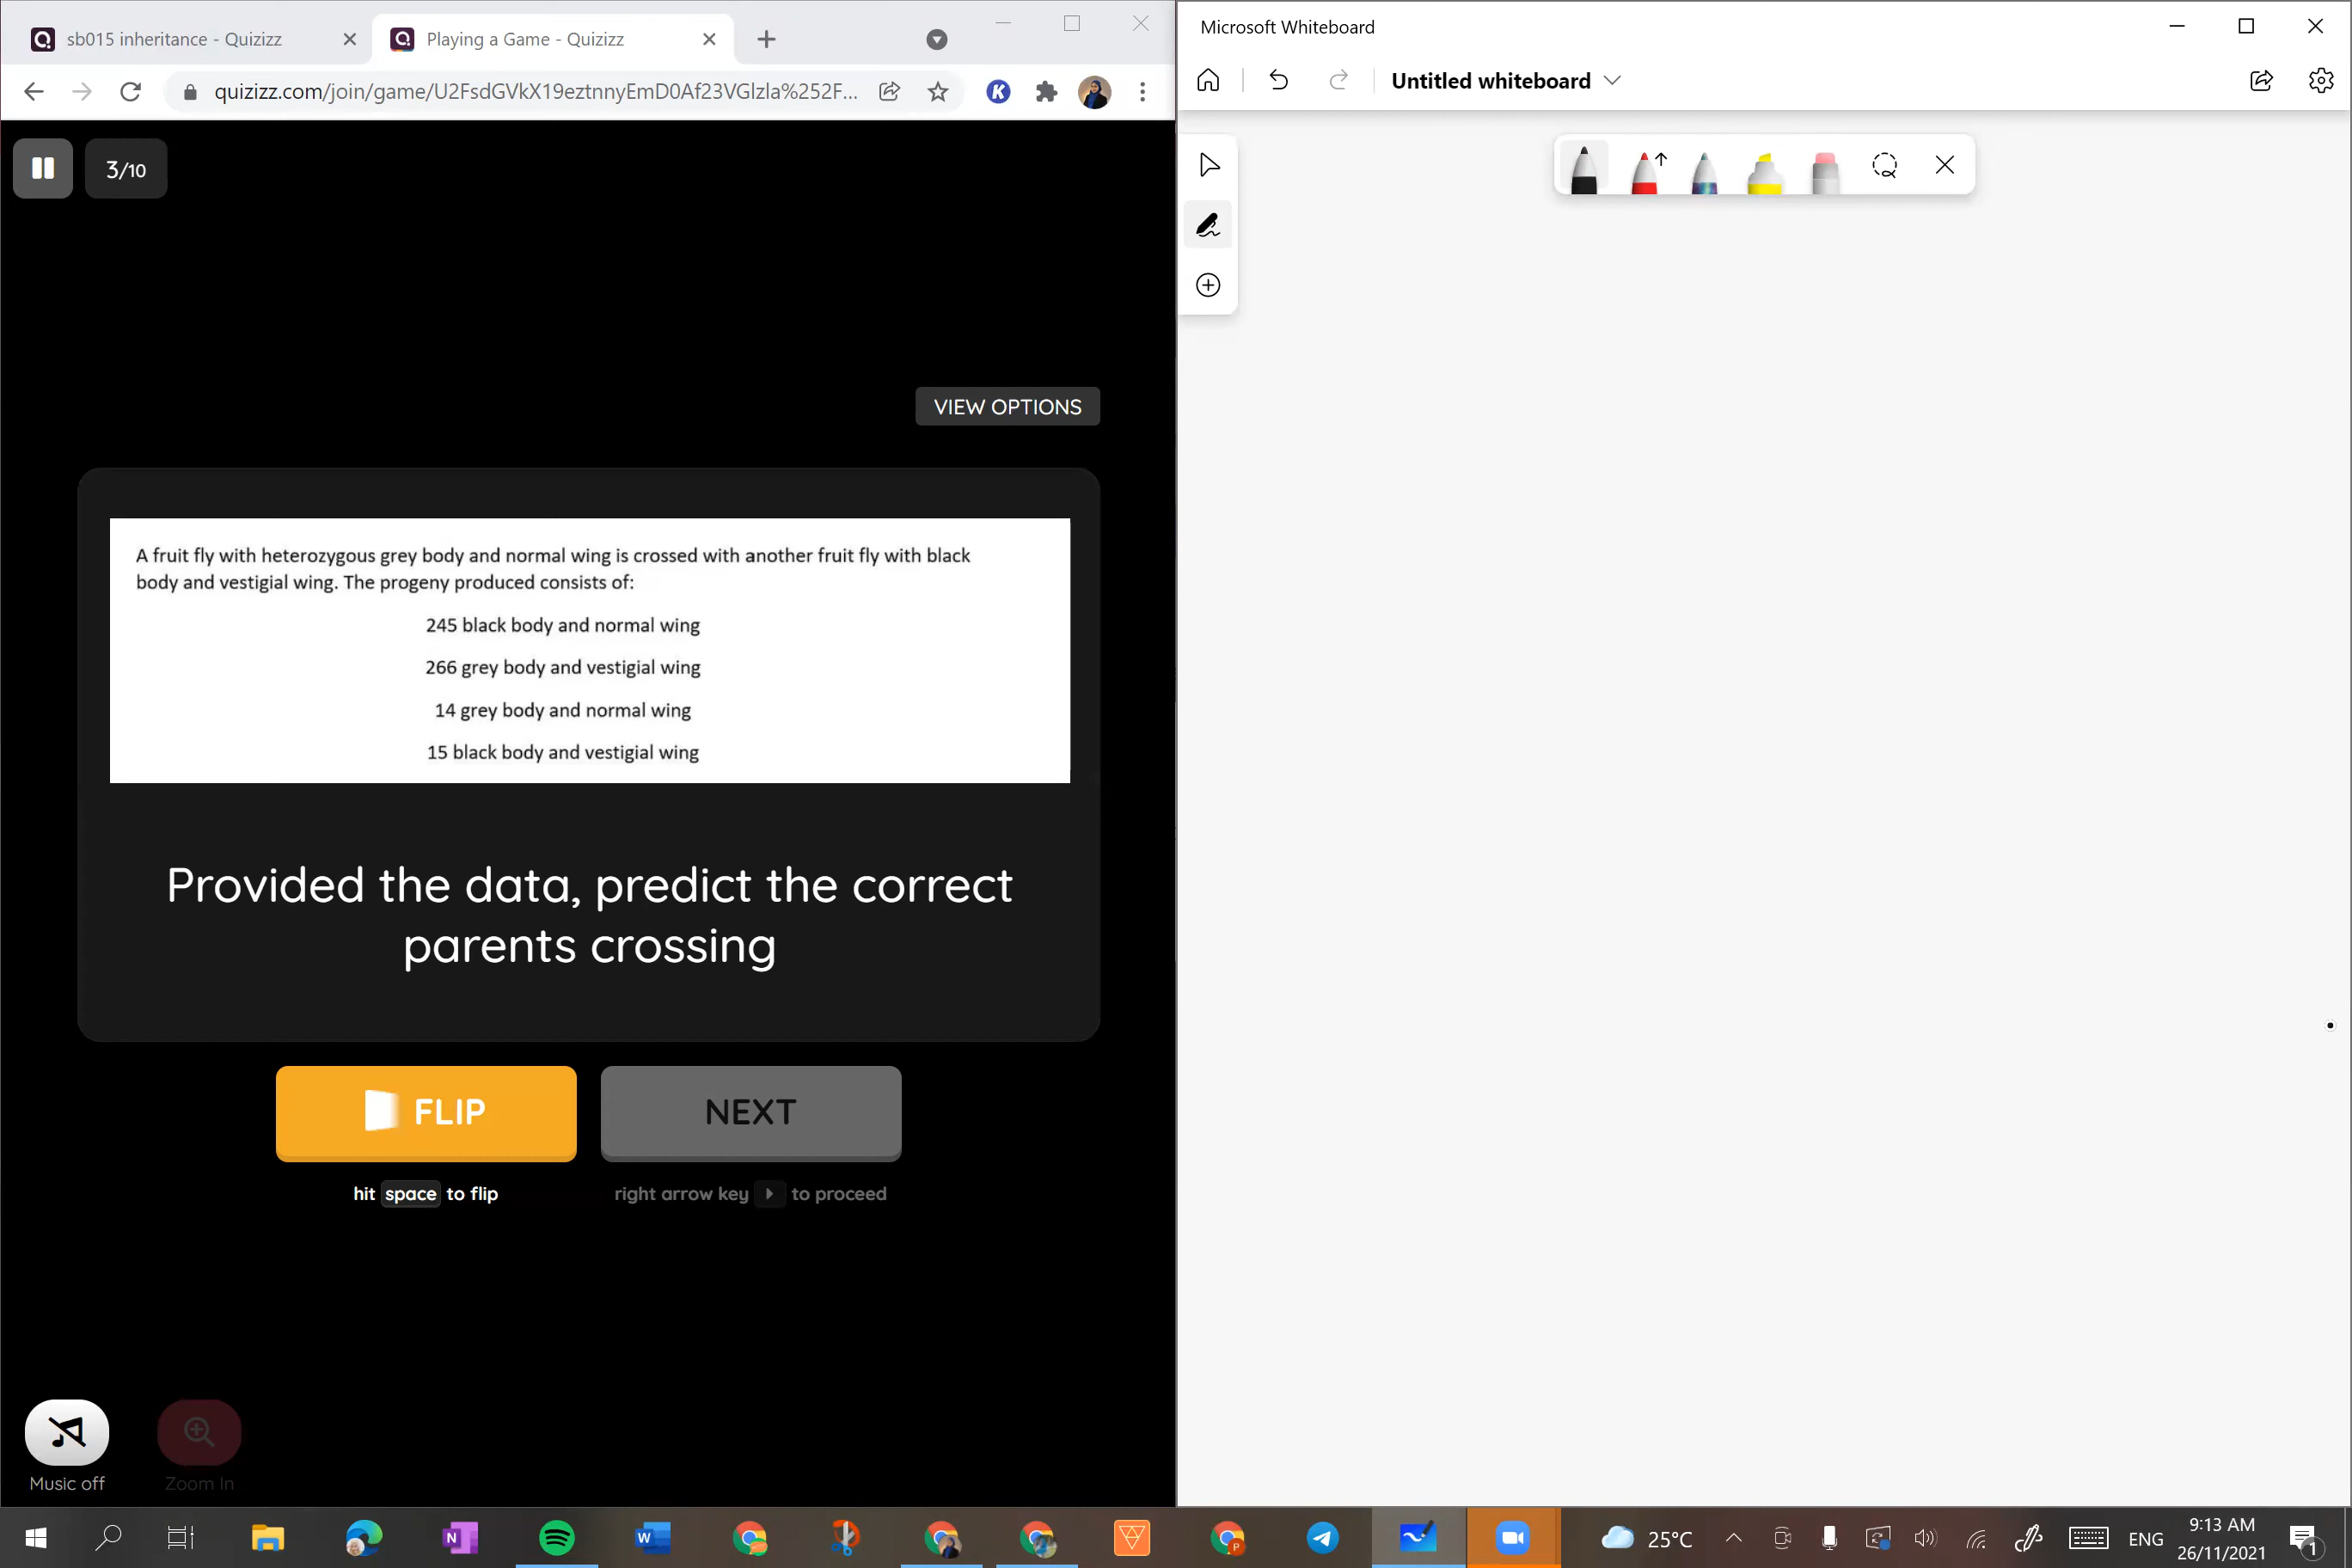 sb015 inheritance - Quizizz
Playing a Game - Quizizz
quizizz.com/join/game/U2FsdGVkX19eztnnyEmD0Af23VGlzla%252F...
3/10
VIEW OPTIONS
A fruit fly with heterozygous grey body and normal wing is crossed with another fruit fly with black
body and vestigial wing. The progeny produced consists of:
245 black body and normal wing
266 grey body and vestigial wing
14 grey body and normal wing
15 black body and vestigial wing
Provided the data, predict the correct
parents crossing
FLIP
NEXT
hit space to flip
right arrow key to proceed
Music off
Zoom In
Microsoft Whiteboard
Untitled whiteboard
25°C
ENG
9:13 AM
26/11/2021
1